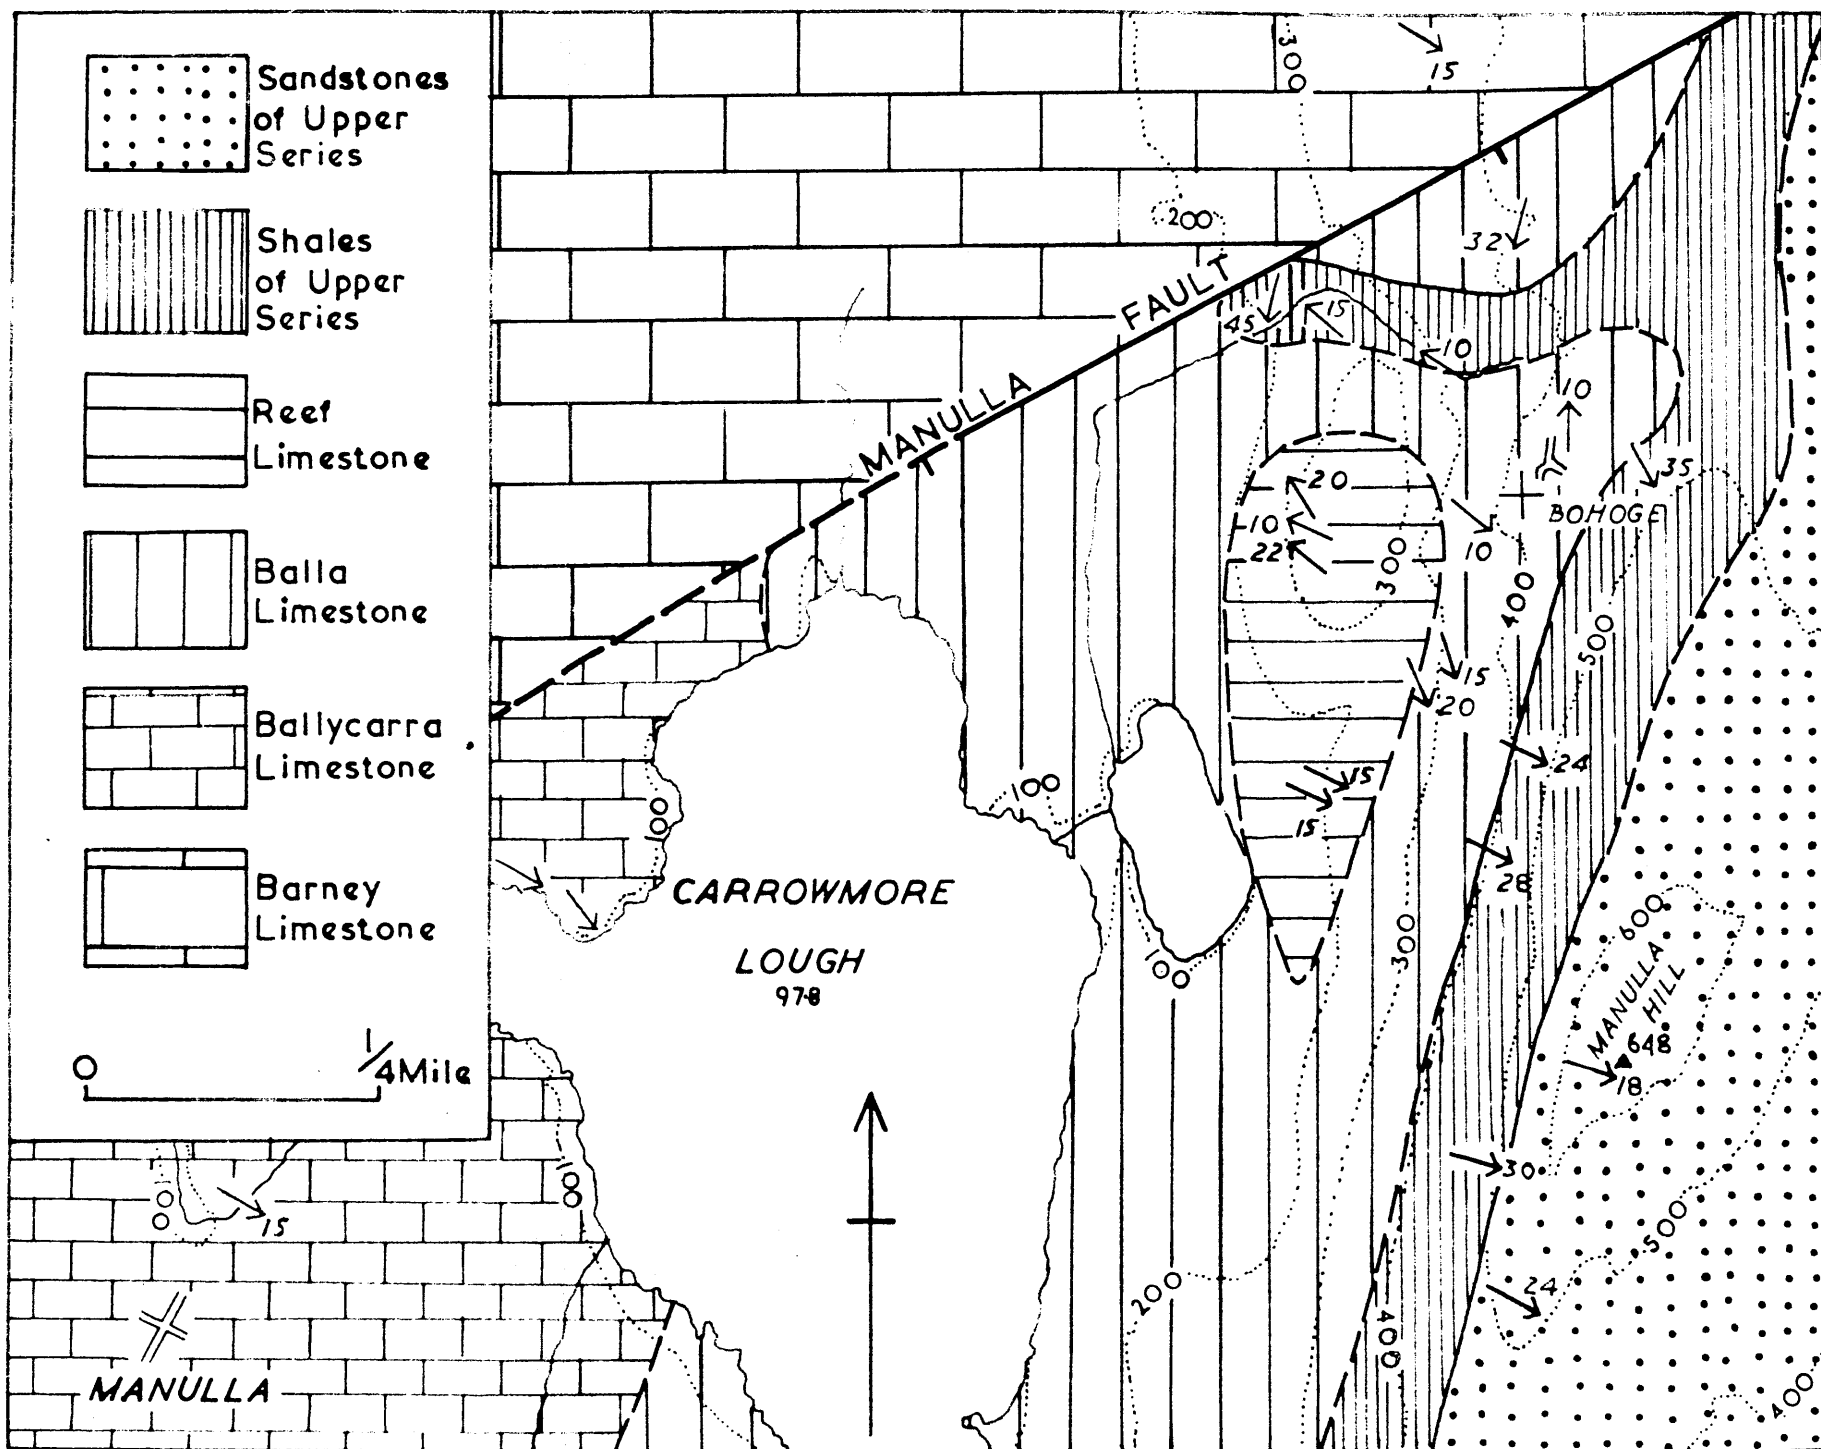 Sandstones
of Upper
Series
Shales
of Upper
Series
Reef
Limestone
Balla
Limestone
Ballycarra
Limestone
Barney
Limestone
0 1/4 Mile
300
15
200
32
MANULLA FAULT
45
15
10
10
20
35
10
22
BOHOGE
10
300
400
500
15
20
24
15
15
100
100
28
CARROWMORE
LOUGH
97·8
300
600
100
MANULLA
HILL
648
18
100
30
100
15
500
200
24
400
400
MANULLA